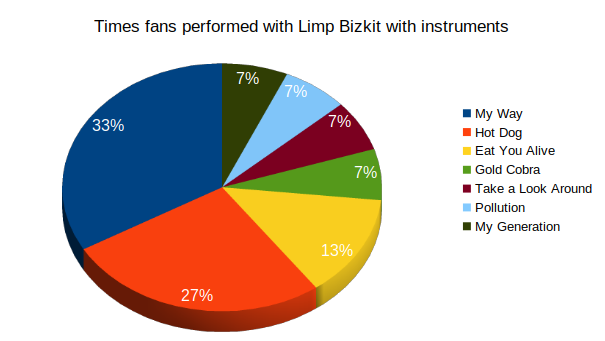 Times fans performed with Limp Bizkit with instruments
7%
7%
33%
7%
7%
13%
27%
My Way
Hot Dog
Eat You Alive
Gold Cobra
Take a Look Around
Pollution
My Generation